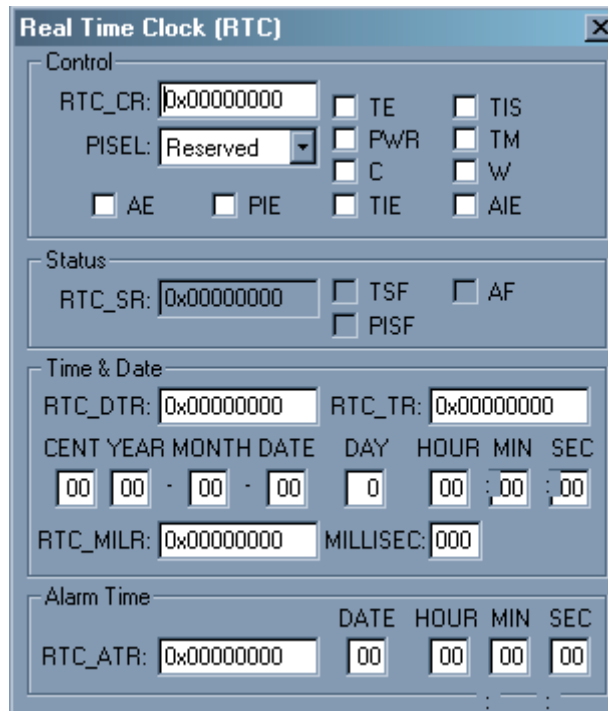 Real Time Clock (RTC)
Control
RTC_CR: 0x00000000 TE TIS
PISEL: Reserved PWR TM
C W
AE PIE TIE AIE
Status
RTC_SR: 0x00000000 TSF AF
PISF
Time & Date
RTC_DTR: 0x00000000 RTC_TR: 0x00000000
CENT YEAR MONTH DATE DAY HOUR MIN SEC
00 00 - 00 - 00 0 00 : 00 : 00
RTC_MILR: 0x00000000 MILLISEC: 000
Alarm Time
DATE HOUR MIN SEC
RTC_ATR: 0x00000000 00 00 00 00
: :